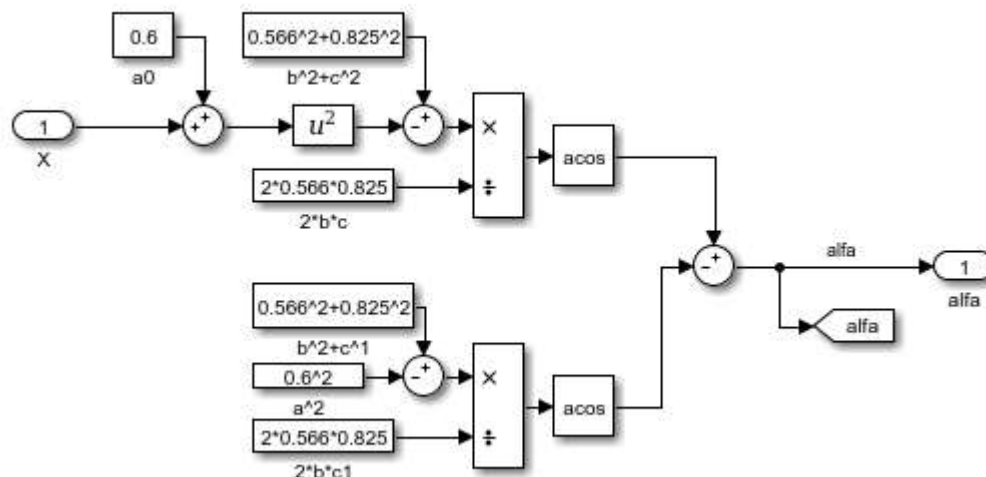 0.6
a0
0.566^2+0.825^2
b^2+c^2
1
X
+
+
u²
-
+
×
÷
2*0.566*0.825
2*b*c
acos
-
+
alfa
1
alfa
alfa
0.566^2+0.825^2
b^2+c^1
0.6^2
a^2
-
+
×
÷
2*0.566*0.825
2*b*c1
acos